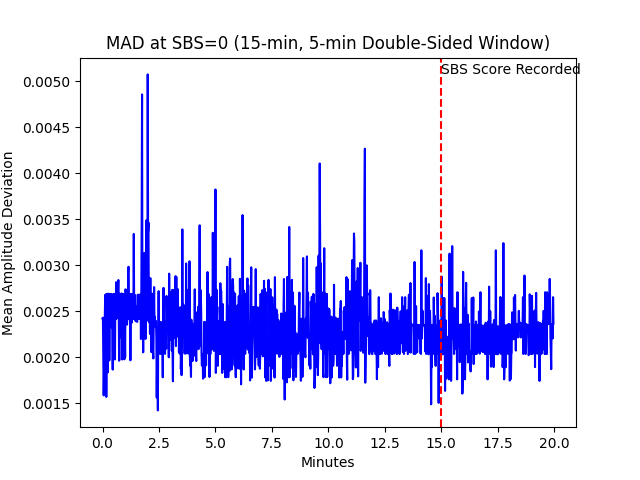 MAD at SBS=0 (15-min, 5-min Double-Sided Window)
SBS Score Recorded
0.0050
0.0045
0.0040
0.0035
0.0030
0.0025
0.0020
0.0015
Mean Amplitude Deviation
0.0 2.5 5.0 7.5 10.0 12.5 15.0 17.5 20.0
Minutes